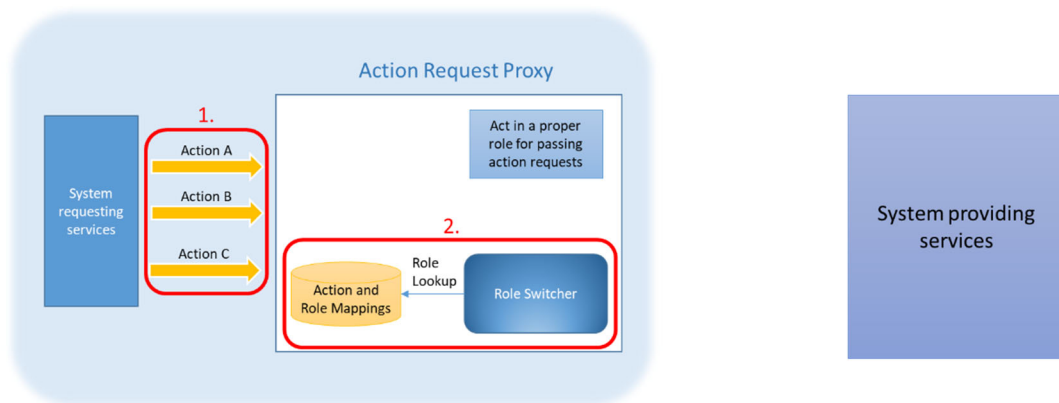 Action Request Proxy
1.
Act in a proper
role for passing
action requests
Action A
System
requesting
services
Action B
Action C
System providing
services
2.
Role
Lookup
Action and
Role Mappings
Role Switcher